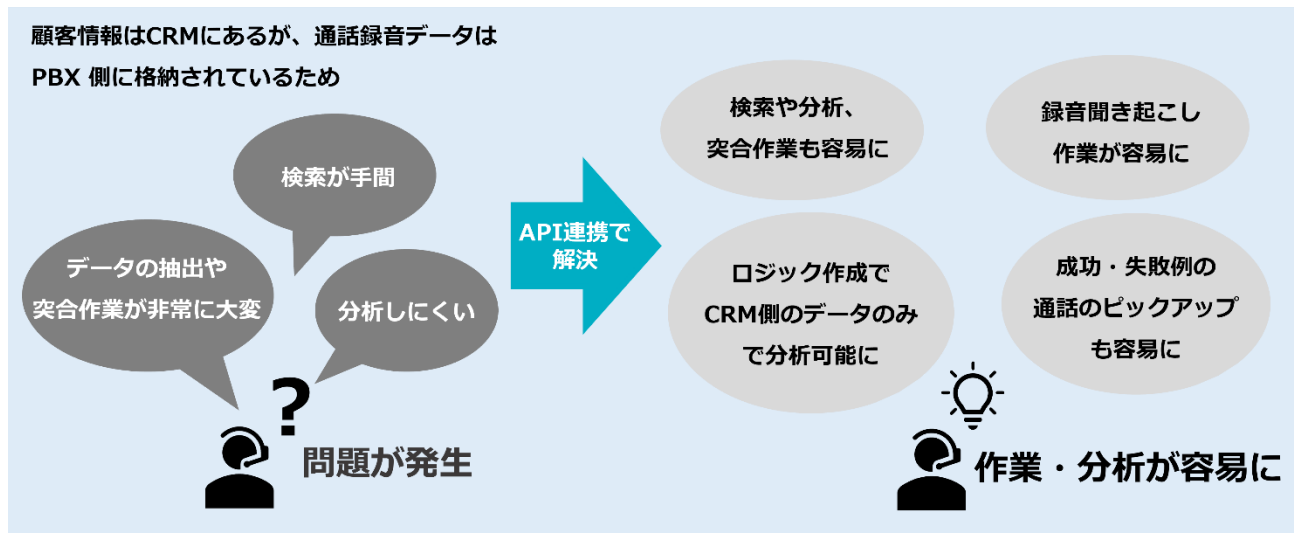 顧客情報はCRMにあるが、通話録音データは
PBX 側に格納されているため
検索が手間
データの抽出や
突合作業が非常に大変
分析しにくい
?
問題が発生
API連携で
解決
検索や分析、
突合作業も容易に
録音聞き起こし
作業が容易に
ロジック作成で
CRM側のデータのみ
で分析可能に
成功・失敗例の
通話のピックアップ
も容易に
作業・分析が容易に